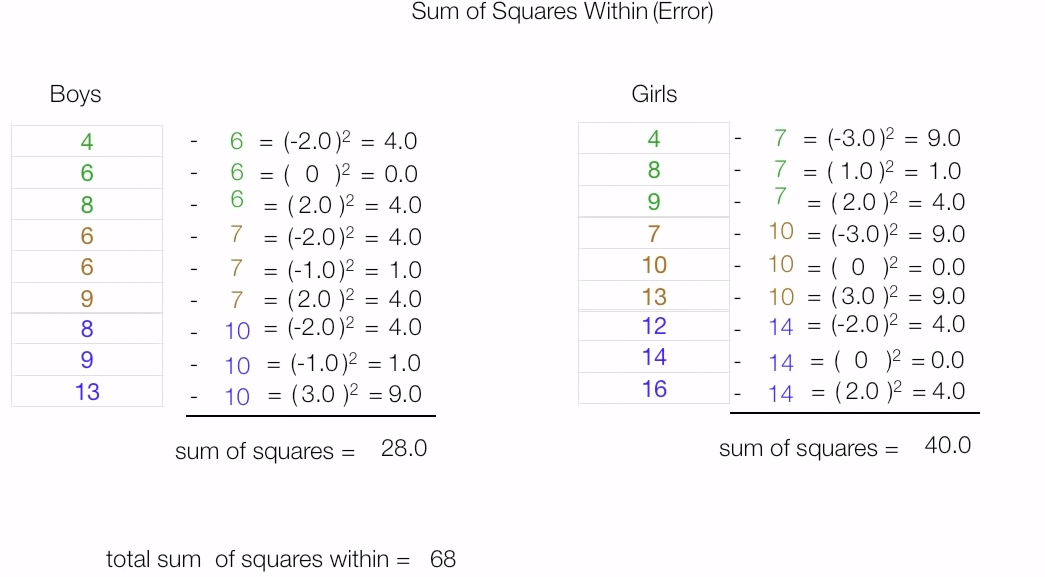 Sum of Squares Within (Error)
Boys
4 - 6 = (-2.0)² = 4.0
6 - 6 = ( 0 )² = 0.0
8 - 6 = (2.0 )² = 4.0
6 - 7 = (-2.0)² = 4.0
6 - 7 = (-1.0)² = 1.0
9 - 7 = (2.0 )² = 4.0
8 - 10 = (-2.0)² = 4.0
9 - 10 = (-1.0)² = 1.0
13 - 10 = (3.0 )² = 9.0
sum of squares = 28.0
Girls
4 - 7 = (-3.0)² = 9.0
8 - 7 = (1.0 )² = 1.0
9 - 7 = (2.0 )² = 4.0
7 - 10 = (-3.0)² = 9.0
10 - 10 = ( 0 )² = 0.0
13 - 10 = (3.0 )² = 9.0
12 - 14 = (-2.0)² = 4.0
14 - 14 = ( 0 )² = 0.0
16 - 14 = (2.0 )² = 4.0
sum of squares = 40.0
total sum of squares within = 68